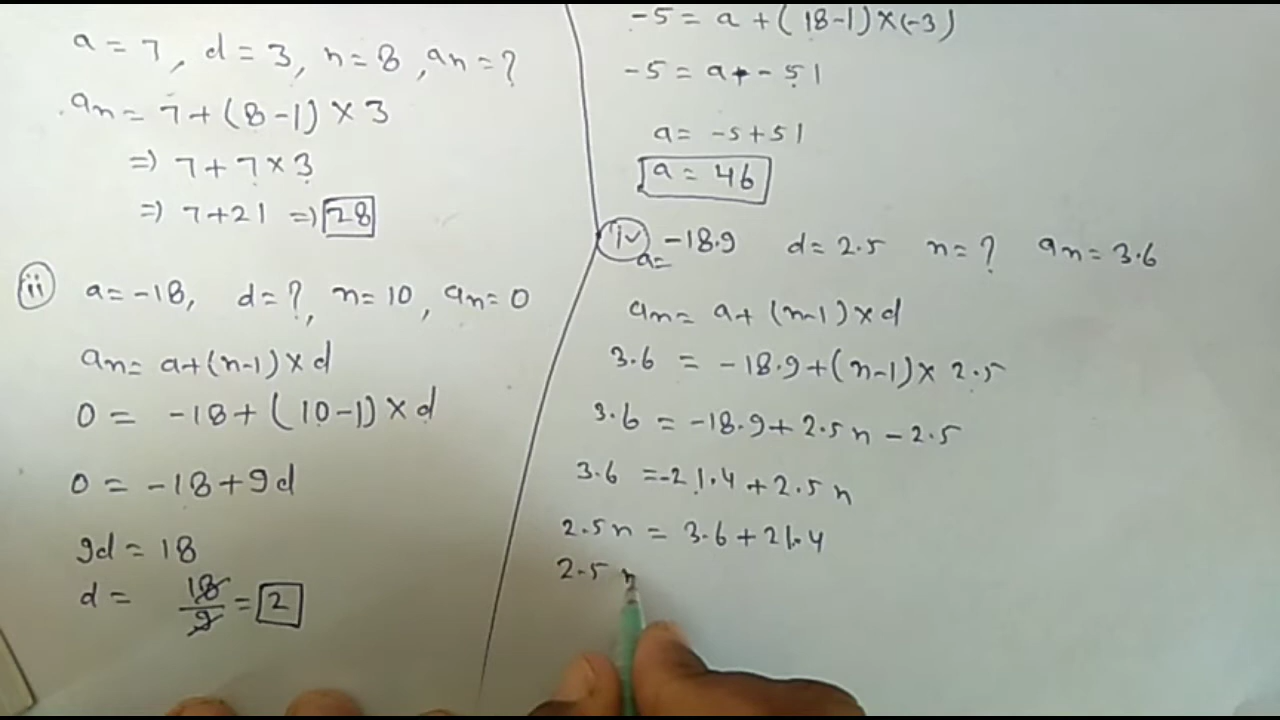 a = 7, d = 3, n = 8, an = ?
an = 7 + (8 - 1) × 3
=> 7 + 7 × 3
=> 7 + 21 => 28
ii a = -18, d = ?, n = 10, an = 0
an = a + (n-1) × d
0 = -18 + (10 - 1) × d
0 = -18 + 9d
9d = 18
d = 18/9 = 2
-5 = a + (18-1) × (-3)
-5 = a - 51
a = -5 + 51
a = 46
iv a = -18.9 d = 2.5 n = ? an = 3.6
an = a + (n-1) × d
3.6 = -18.9 + (n-1) × 2.5
3.6 = -18.9 + 2.5n - 2.5
3.6 = -21.4 + 2.5n
2.5n = 3.6 + 21.4
2.5 n